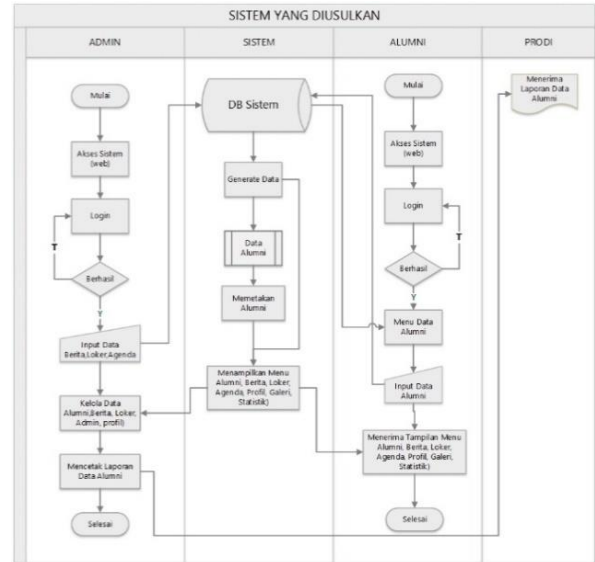 SISTEM YANG DIUSULKAN
ADMIN
SISTEM
ALUMNI
PRODI
Mulai
Akses Sistem
(web)
Login
T
Berhasil
Y
Input Data
Berita,Loker,Agenda
Kelola Data
Alumni,Berita, Loker,
Admin, profil)
Mencetak Laporan
Data Alumni
Selesai
DB Sistem
Generate Data
Data
Alumni
Memetakan
Alumni
Menampilkan Menu
Alumni, Berita, Loker,
Agenda, Profil, Galeri,
Statistik)
Mulai
Akses Sistem
(web)
Login
T
Berhasil
Y
Menu Data
Alumni
Input Data
Alumni
Menerima Tampilan Menu
Alumni, Berita, Loker,
Agenda, Profil, Galeri,
Statistik)
Selesai
Menerima
Laporan Data
Alumni